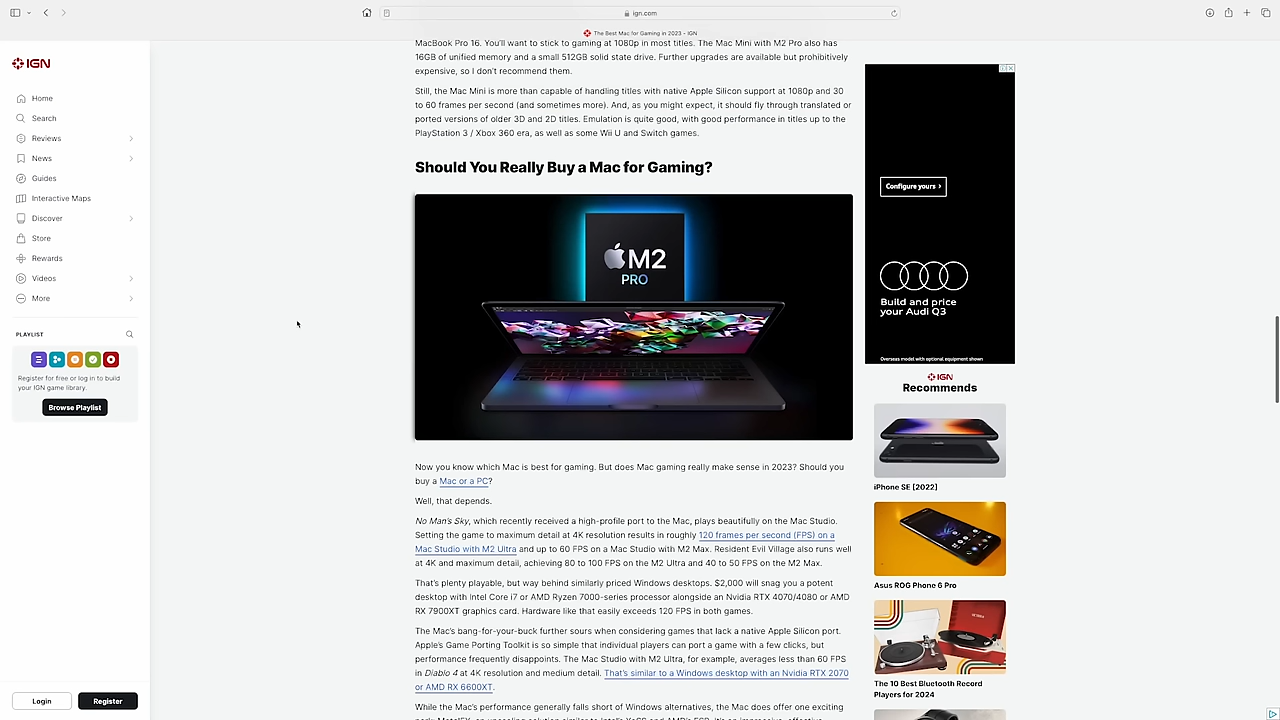 ign.com
The Best Mac for Gaming in 2023 - IGN
IGN
Home
Search
Reviews
News
Guides
Interactive Maps
Discover
Store
Rewards
Videos
More
PLAYLIST
Register for free or log in to build
your IGN game library.
Browse Playlist
Login
Register
MacBook Pro 16. You'll want to stick to gaming at 1080p in most titles. The Mac Mini with M2 Pro also has
16GB of unified memory and a small 512GB solid state drive. Further upgrades are available but prohibitively
expensive, so I don't recommend them.
Still, the Mac Mini is more than capable of handling titles with native Apple Silicon support at 1080p and 30
to 60 frames per second (and sometimes more). And, as you might expect, it should fly through translated or
ported versions of older 3D and 2D titles. Emulation is quite good, with good performance in titles up to the
PlayStation 3 / Xbox 360 era, as well as some Wii U and Switch games.
Should You Really Buy a Mac for Gaming?
M2
PRO
Now you know which Mac is best for gaming. But does Mac gaming really make sense in 2023? Should you
buy a Mac or a PC?
Well, that depends.
No Man's Sky, which recently received a high-profile port to the Mac, plays beautifully on the Mac Studio.
Setting the game to maximum detail at 4K resolution results in roughly 120 frames per second (FPS) on a
Mac Studio with M2 Ultra and up to 60 FPS on a Mac Studio with M2 Max. Resident Evil Village also runs well
at 4K and maximum detail, achieving 80 to 100 FPS on the M2 Ultra and 40 to 50 FPS on the M2 Max.
That's plenty playable, but way behind similarly priced Windows desktops. $2,000 will snag you a potent
desktop with Intel Core i7 or AMD Ryzen 7000-series processor alongside an Nvidia RTX 4070/4080 or AMD
RX 7900XT graphics card. Hardware like that easily exceeds 120 FPS in both games.
The Mac's bang-for-your-buck further sours when considering games that lack a native Apple Silicon port.
Apple's Game Porting Toolkit is so simple that individual players can port a game with a few clicks, but
performance frequently disappoints. The Mac Studio with M2 Ultra, for example, averages less than 60 FPS
in Diablo 4 at 4K resolution and medium detail. That's similar to a Windows desktop with an Nvidia RTX 2070
or AMD RX 6600XT.
While the Mac's performance generally falls short of Windows alternatives, the Mac does offer one exciting
Configure yours
Build and price
your Audi Q3
Overseas model with optional equipment shown
IGN
Recommends
iPhone SE [2022]
Asus ROG Phone 6 Pro
The 10 Best Bluetooth Record
Players for 2024